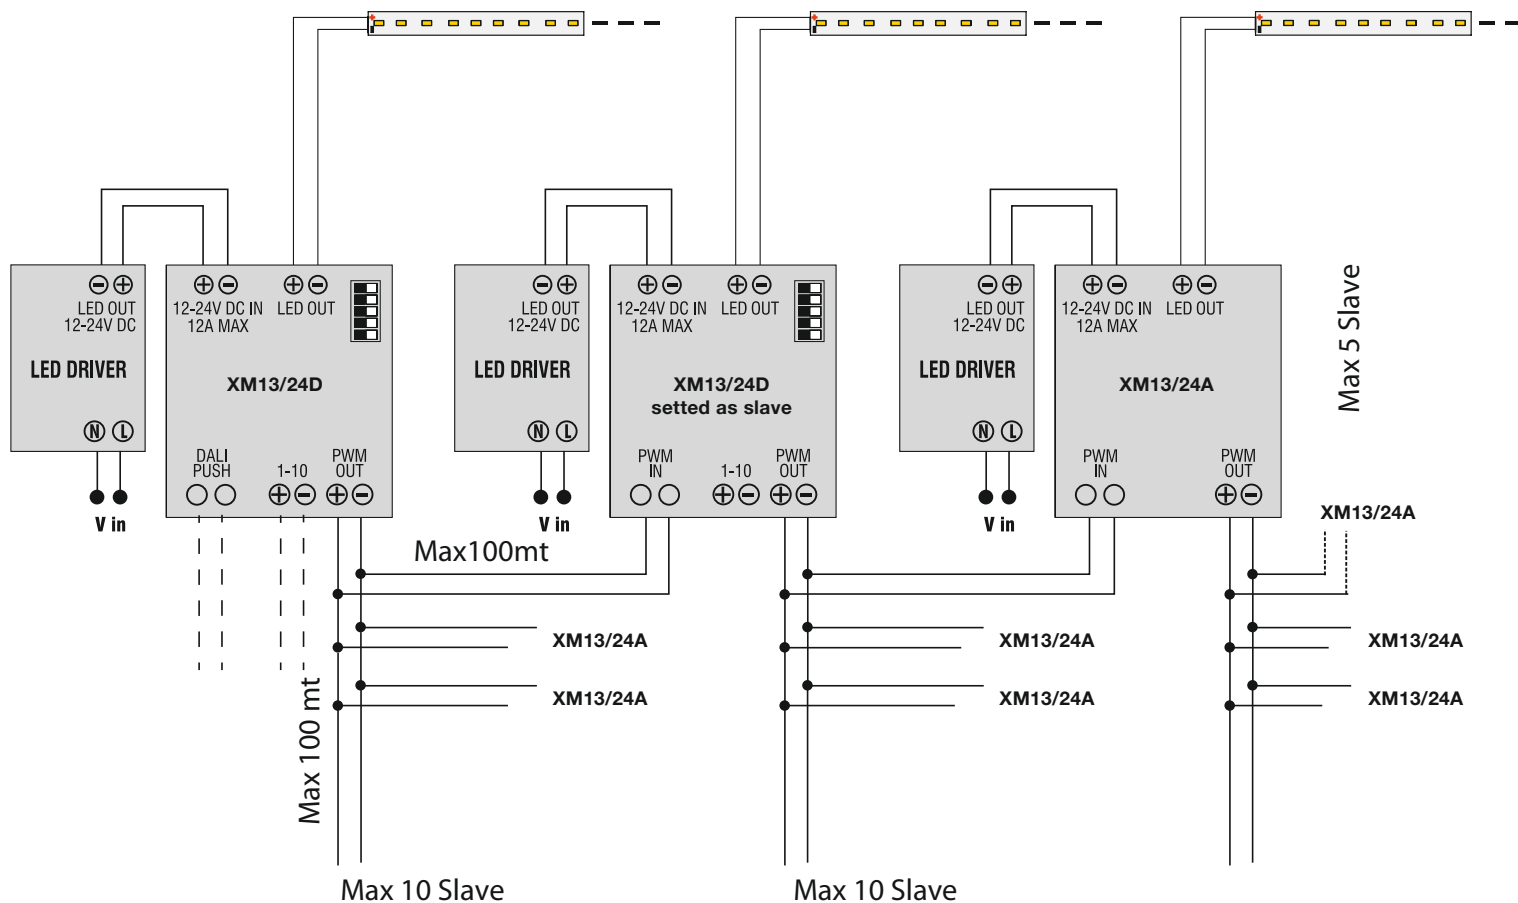 LED OUT
12-24V DC
LED DRIVER
N L
V in
12-24V DC IN
12A MAX
LED OUT
XM13/24D
DALI
PUSH
1-10
PWM
OUT
LED OUT
12-24V DC
LED DRIVER
N L
V in
12-24V DC IN
12A MAX
LED OUT
XM13/24D
setted as slave
PWM
IN
1-10
PWM
OUT
LED OUT
12-24V DC
LED DRIVER
N L
V in
12-24V DC IN
12A MAX
LED OUT
XM13/24A
PWM
IN
PWM
OUT
Max 5 Slave
XM13/24A
Max100mt
XM13/24A
XM13/24A
XM13/24A
XM13/24A
XM13/24A
XM13/24A
Max 100 mt
Max 10 Slave
Max 10 Slave